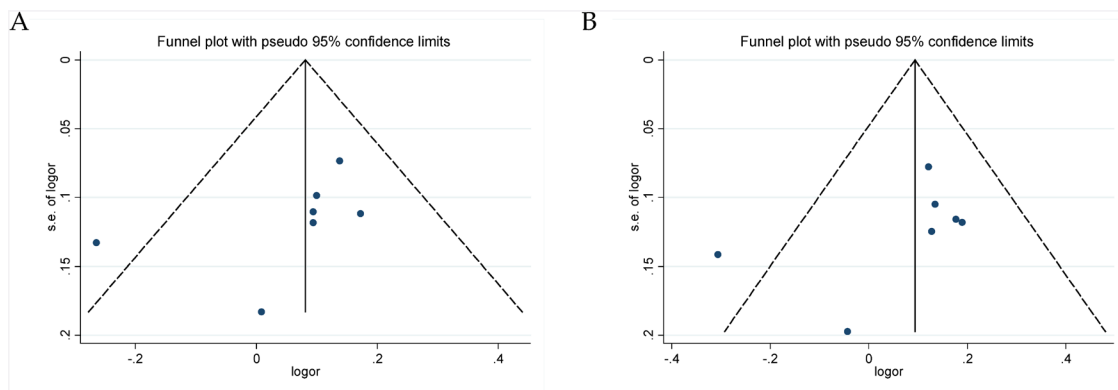 A
Funnel plot with pseudo 95% confidence limits
s.e. of logor
0
.05
.1
.15
.2
-.2
0
.2
.4
logor
B
Funnel plot with pseudo 95% confidence limits
s.e. of logor
0
.05
.1
.15
.2
-.4
-.2
0
.2
.4
logor